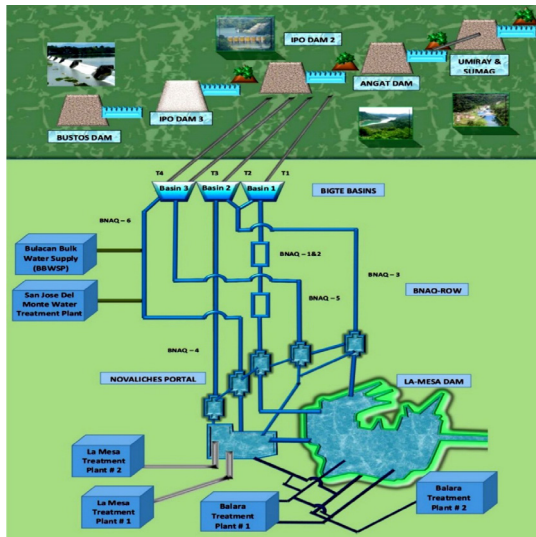 IPO DAM 2
UMIRAY &
SUMAG
ANGAT DAM
IPO DAM 3
BUSTOS DAM
T4
T3
T2
T1
Basin 3
Basin 2
Basin 1
BIGTE BASINS
BNAQ – 6
Bulacan Bulk
Water Supply
(BBWSP)
BNAQ – 1&2
BNAQ – 3
San Jose Del
Monte Water
Treatment Plant
BNAQ – 5
BNAQ-ROW
BNAQ – 4
NOVALICHES PORTAL
LA-MESA DAM
La Mesa
Treatment
Plant # 2
La Mesa
Treatment
Plant # 1
Balara
Treatment
Plant # 1
Balara
Treatment
Plant # 2